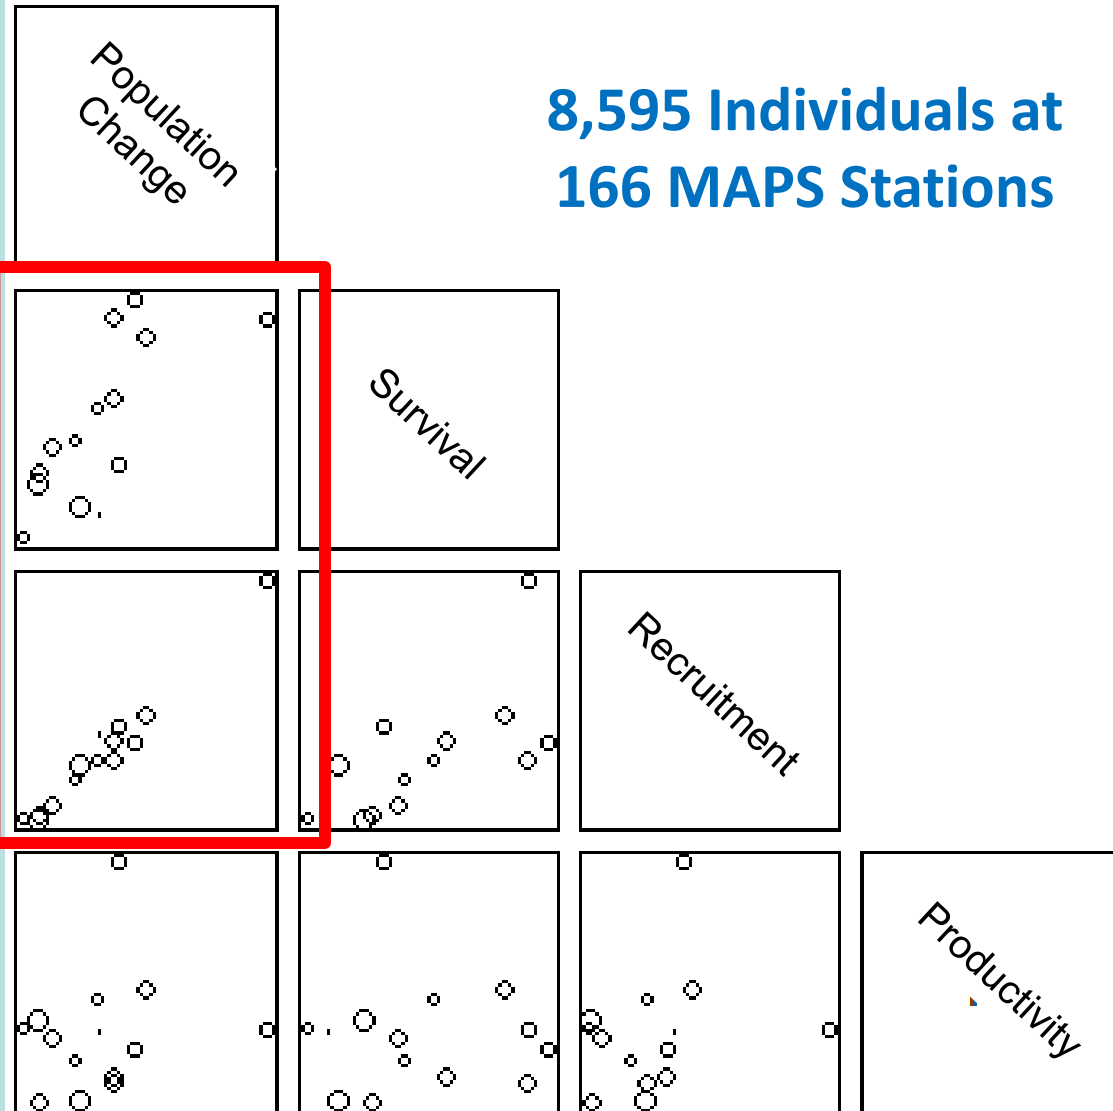 Population
Change
8,595 Individuals at
166 MAPS Stations
Survival
Recruitment
Productivity